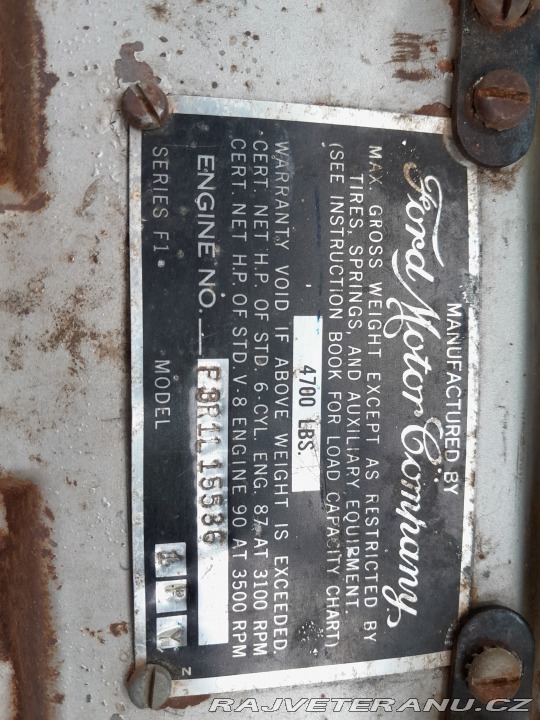 MANUFACTURED BY
Ford Motor Company
MAX. GROSS WEIGHT EXCEPT AS RESTRICTED BY
TIRES, SPRINGS, AND AUXILIARY EQUIPMENT.
(SEE INSTRUCTION BOOK FOR LOAD CAPACITY CHART)
4700 LBS.
WARRANTY VOID IF ABOVE WEIGHT IS EXCEEDED.
CERT. NET H.P. OF STD. 6-CYL. ENG. 87 AT 3100 RPM
CERT. NET H.P. OF STD. V-8 ENGINE 90 AT 3500 RPM
ENGINE NO. 15536
SERIES F1. MODEL
N
RAJVETERANU.CZ